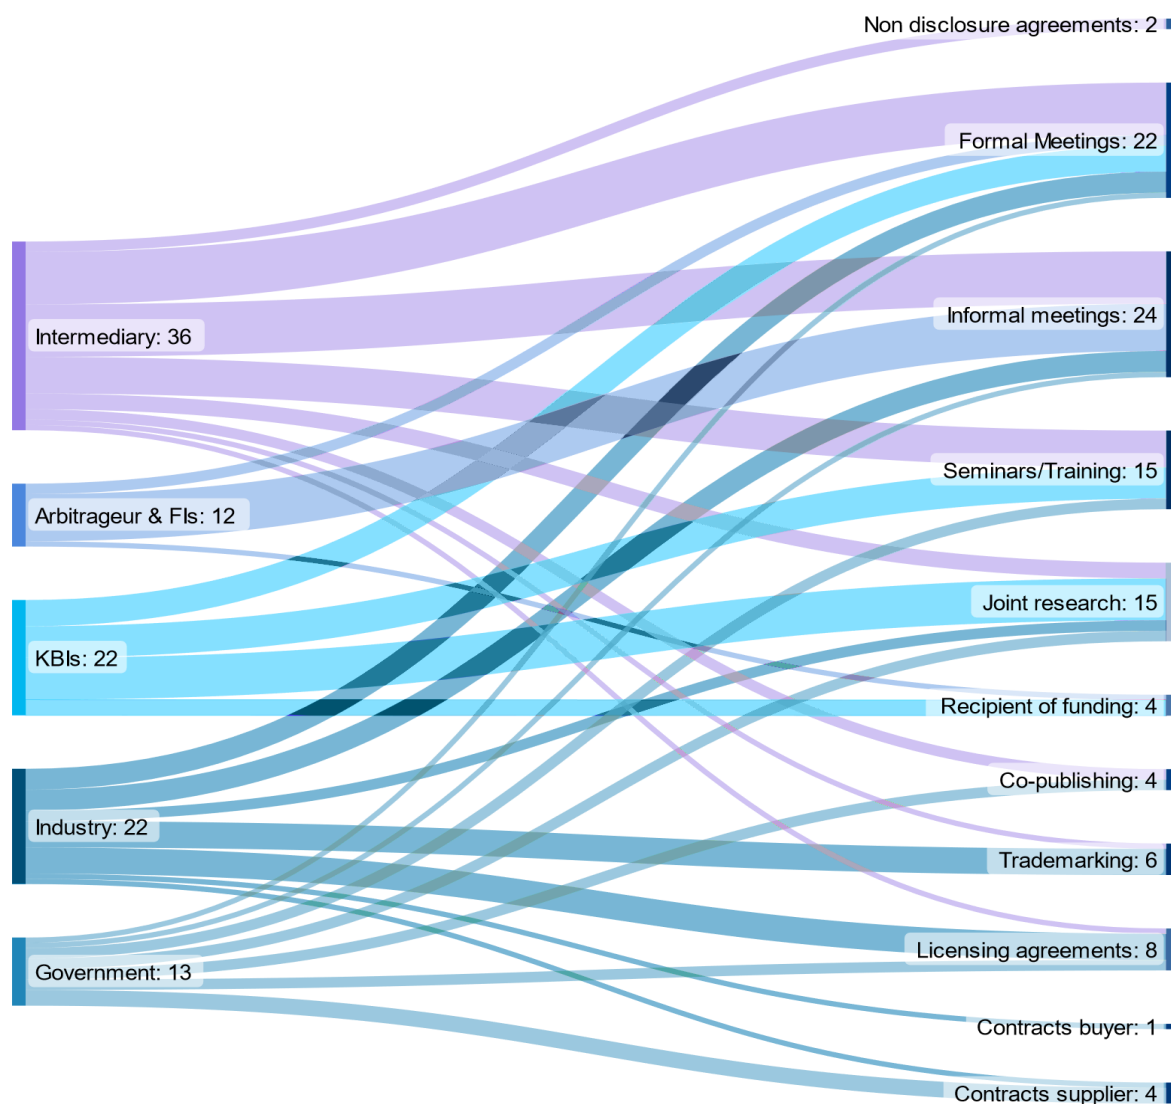 Non disclosure agreements: 2
Formal Meetings: 22
Informal meetings: 24
Intermediary: 36
Seminars/Training: 15
Arbitrageur & FIs: 12
Joint research: 15
KBIs: 22
Recipient of funding: 4
Co-publishing: 4
Industry: 22
Trademarking: 6
Licensing agreements: 8
Government: 13
Contracts buyer: 1
Contracts supplier: 4